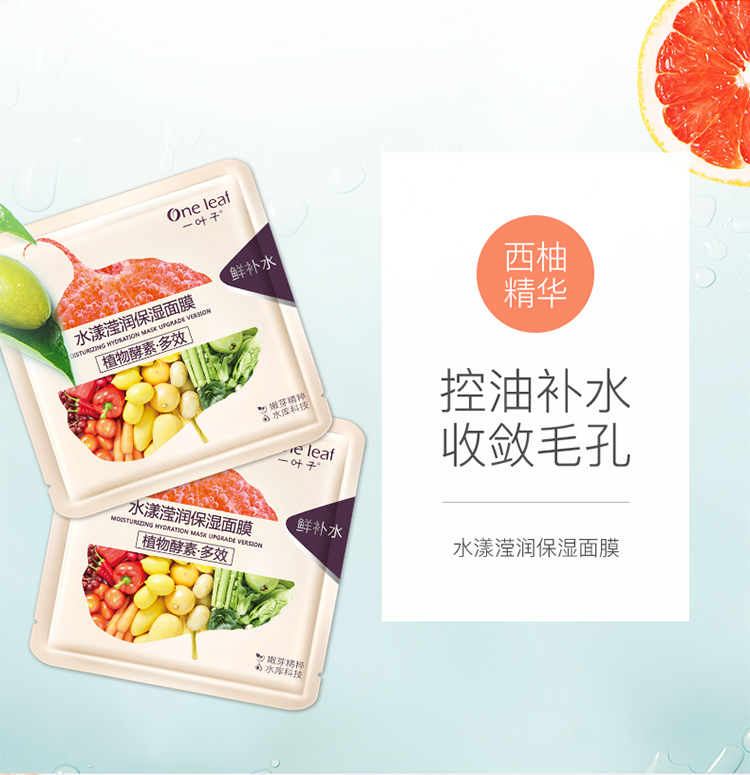 One leaf
一叶子®
鲜补水
水漾滢润保湿面膜
OISTURIZING HYDRATION MASK UPGRADE VERSION
植物酵素·多效
嫩芽精粹
水库科技
ne leaf
一叶子®
鲜补水
水漾滢润保湿面膜
MOISTURIZING HYDRATION MASK UPGRADE VERSION
植物酵素·多效
嫩芽精粹
水库科技
西柚
精华
控油补水
收敛毛孔
水漾滢润保湿面膜